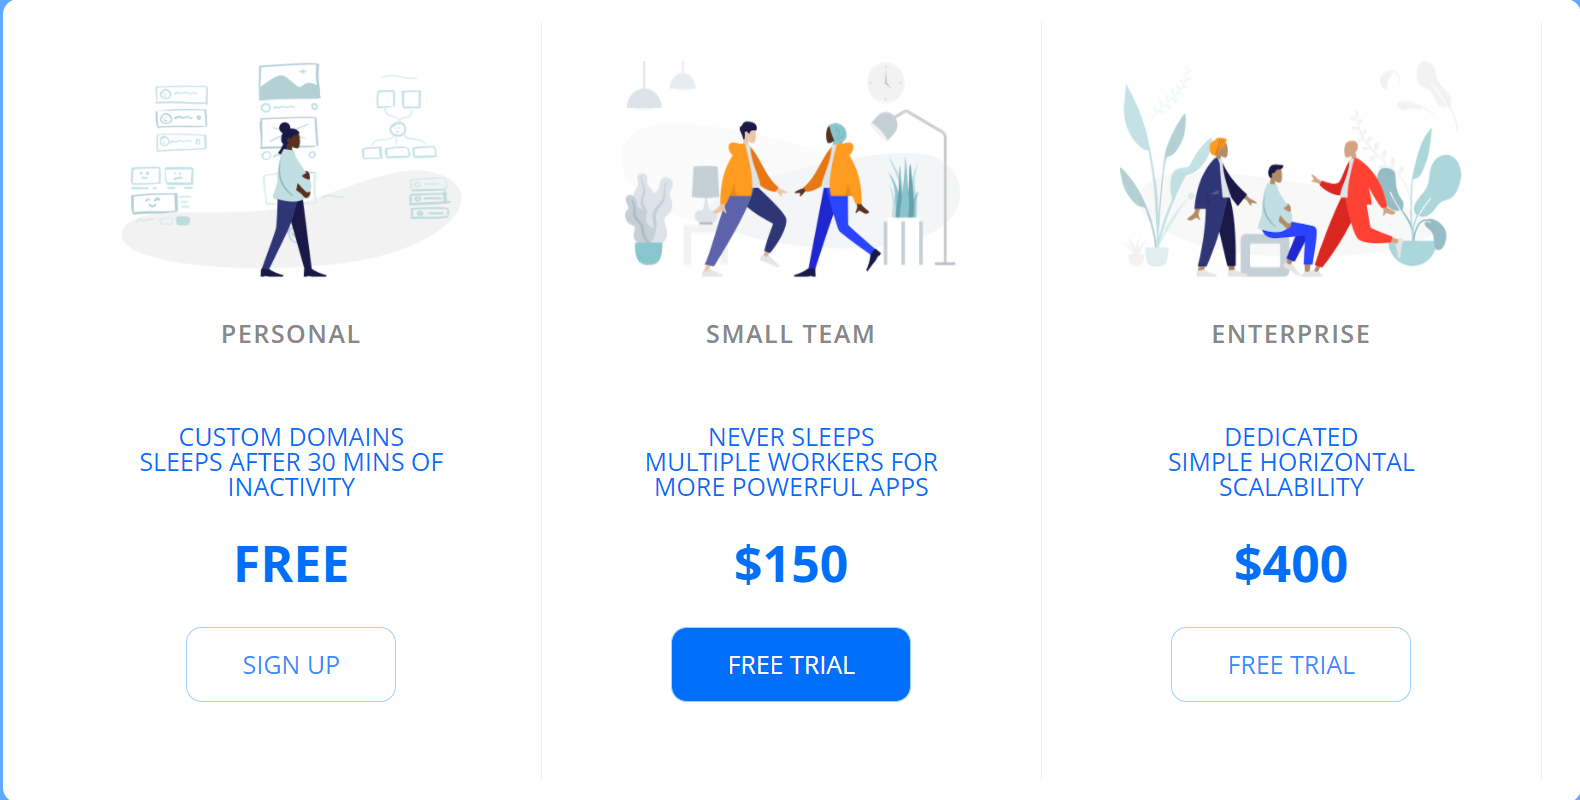 PERSONAL
CUSTOM DOMAINS
SLEEPS AFTER 30 MINS OF
INACTIVITY
FREE
SIGN UP
SMALL TEAM
NEVER SLEEPS
MULTIPLE WORKERS FOR
MORE POWERFUL APPS
$150
FREE TRIAL
ENTERPRISE
DEDICATED
SIMPLE HORIZONTAL
SCALABILITY
$400
FREE TRIAL